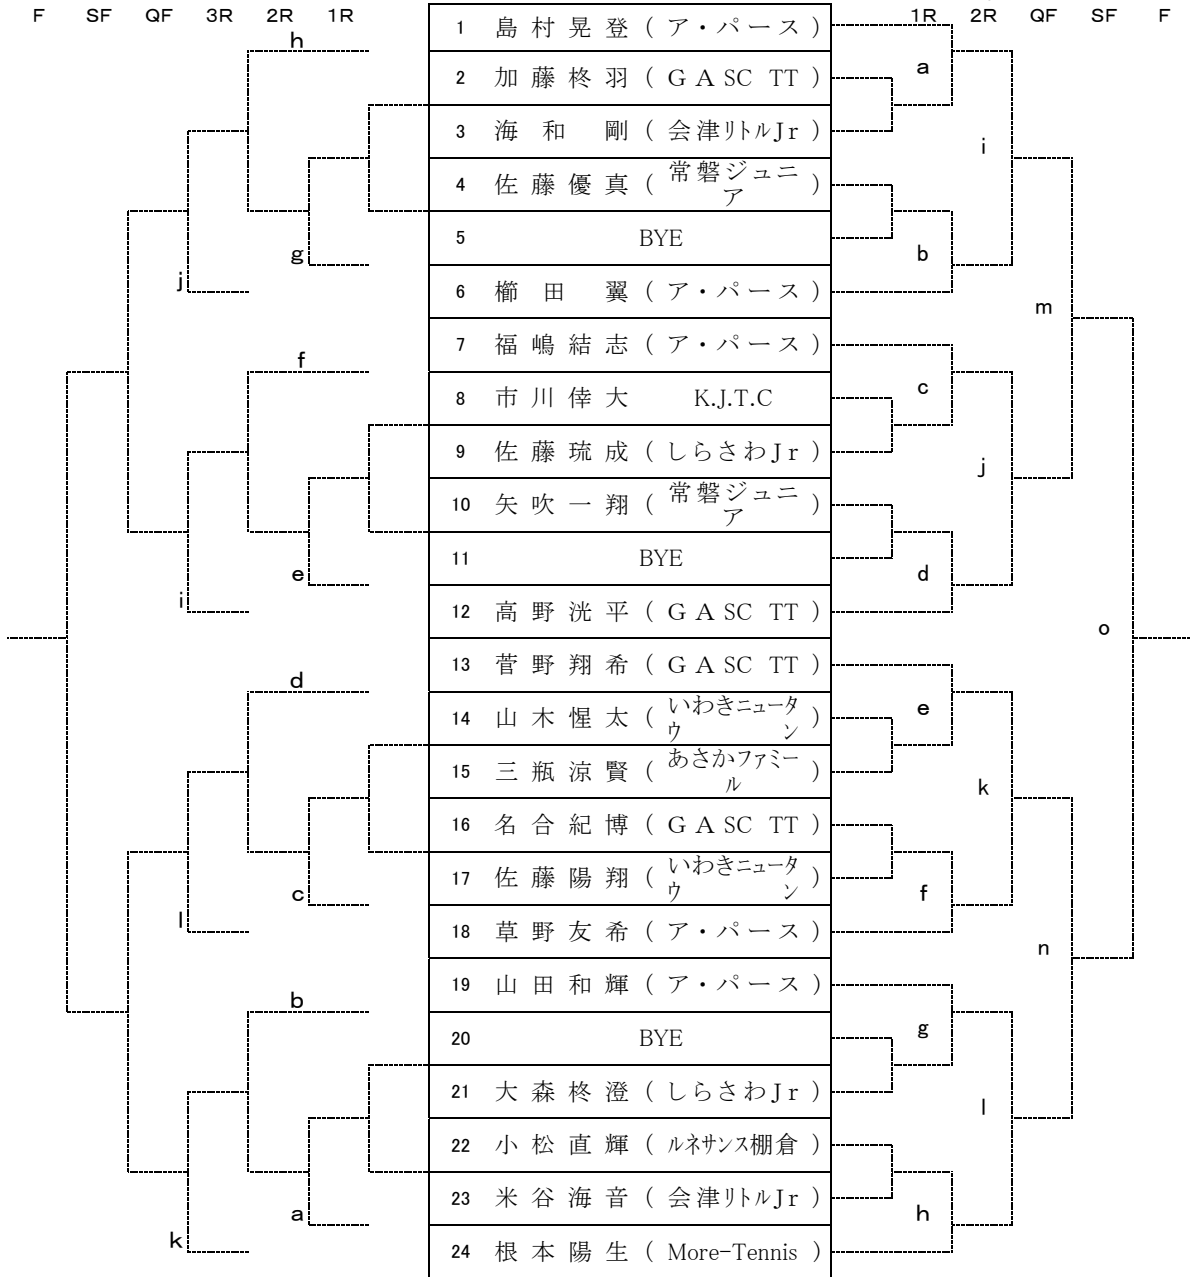 F SF QF 3R 2R 1R 1R 2R QF SF F
1 島村晃登 ( ア・パース )
h
2 加藤柊羽 ( GASC TT )
a
3 海和 剛 ( 会津リトルJr )
i
4 佐藤優真 ( 常磐ジュニ
ア )
5 BYE
g b
j
6 櫛田 翼 ( ア・パース )
m
7 福嶋結志 ( ア・パース )
f
c
8 市川倖大 K.J.T.C
9 佐藤琉成 ( しらさわJr )
j
10 矢吹一翔 ( 常磐ジュニ
ア )
11 BYE
e d
i
12 高野洸平 ( GASC TT )
o
13 菅野翔希 ( GASC TT )
d
e
14 山木惺太 ( いわきニュータ
ウン )
15 三瓶涼賢 ( あさかファミー
ル )
k
16 名合紀博 ( GASC TT )
17 佐藤陽翔 ( いわきニュータ
ウン )
c f
l
18 草野友希 ( ア・パース )
n
19 山田和輝 ( ア・パース )
b
g
20 BYE
21 大森柊澄 ( しらさわJr )
l
22 小松直輝 ( ルネサンス棚倉 )
23 米谷海音 ( 会津リトルJr )
a h
k
24 根本陽生 ( More-Tennis )